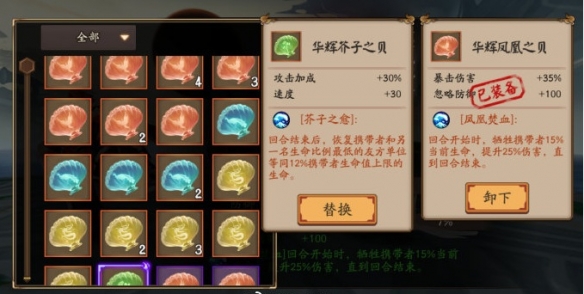 全部
4
3
2
2
2
2
3
华辉芥子之贝
攻击加成 +30%
速度 +30
[芥子之愈]:
回合结束后，恢复携带者和另
一名生命比例最低的友方单位
等同12%携带者生命值上限的
生命。
替换
华辉凤凰之贝
暴击伤害 +35%
忽略防御 +100
已装备
[凤凰焚血]:
回合开始时，牺牲携带者15%
当前生命，提升25%伤害，直
到回合结束。
卸下
+100
]回合开始时，牺牲携带者15%当前
升25%伤害，直到回合结束。